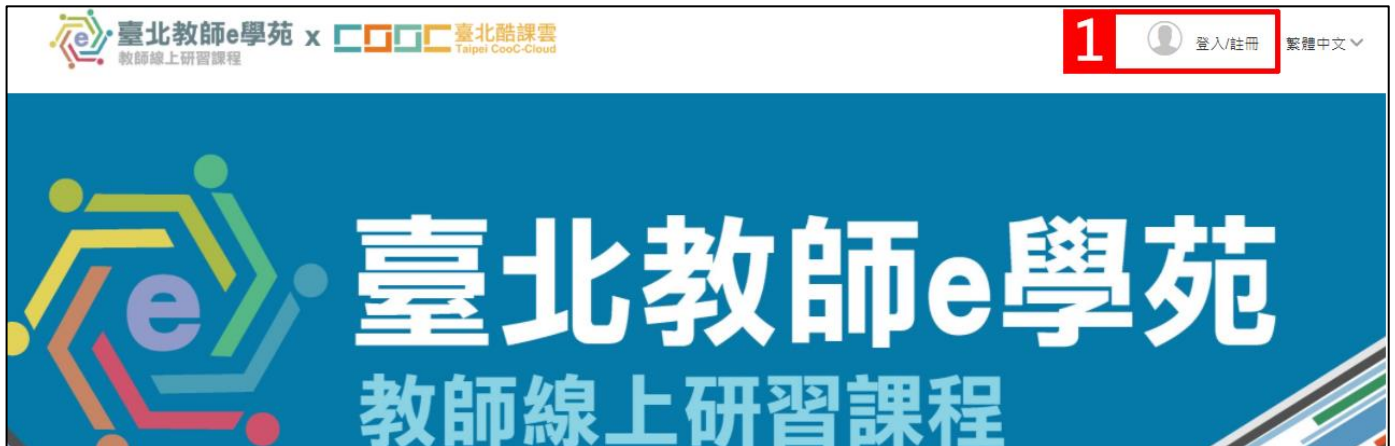 臺北教師e學苑 x COOC 臺北酷課雲
教師線上研習課程 Taipei CooC-Cloud
1 登入/註冊 繁體中文
e
臺北教師e學苑
教師線上研習課程